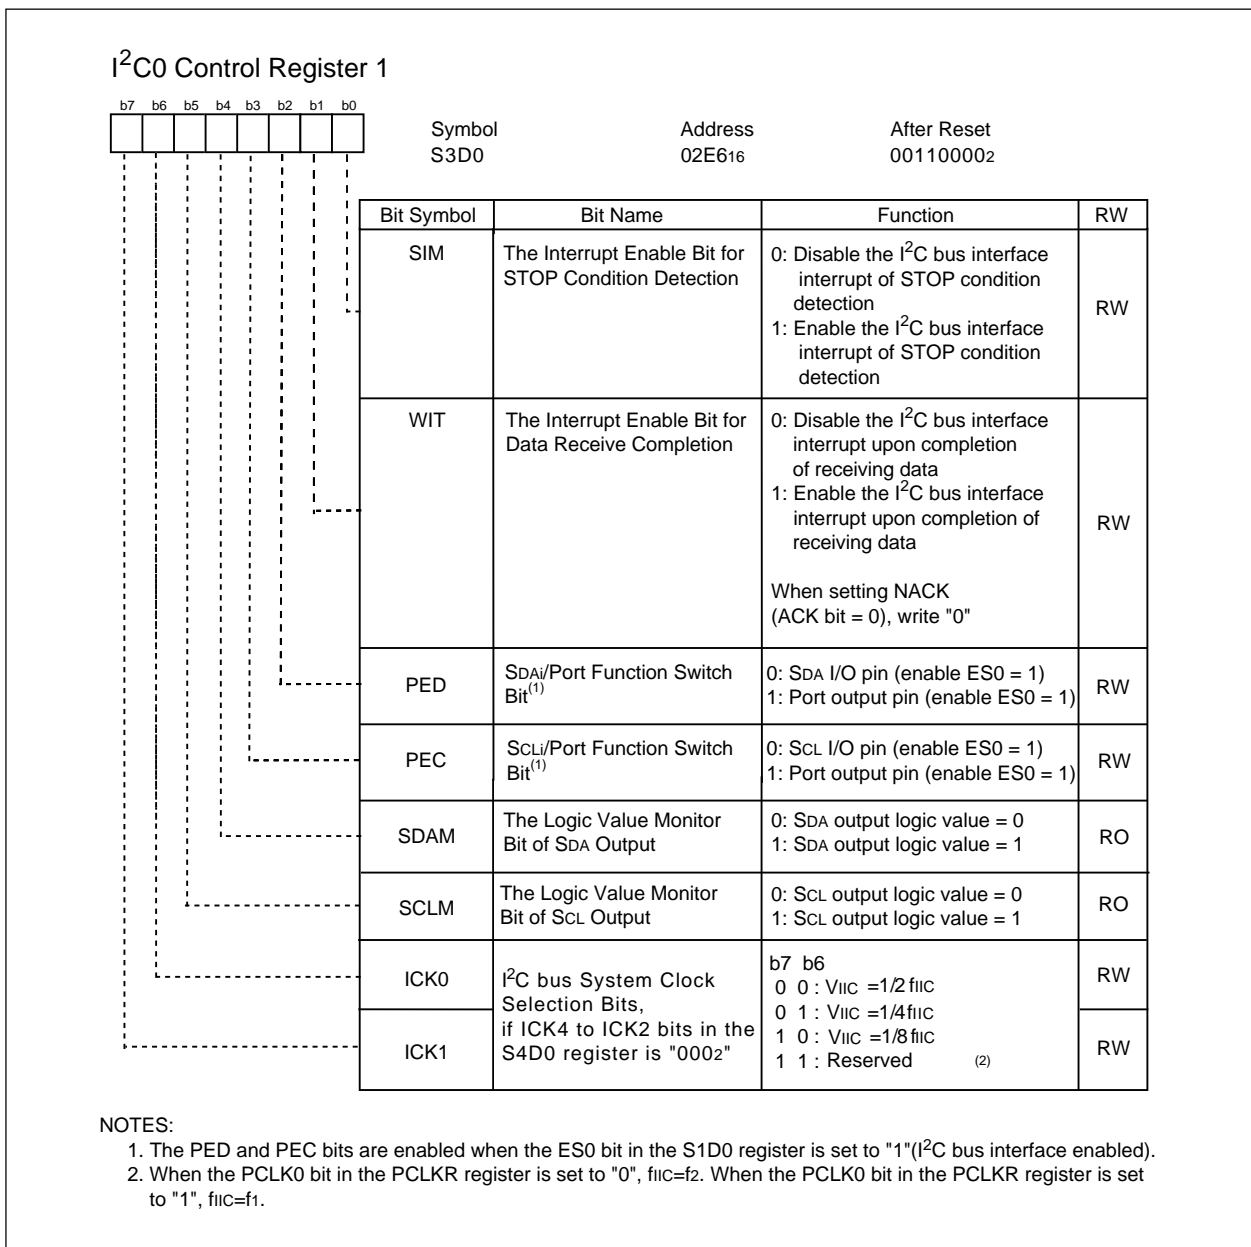 I²C0 Control Register 1
b7 b6 b5 b4 b3 b2 b1 b0
Symbol Address After Reset
S3D0 02E616 001100002
Bit Symbol Bit Name Function RW
SIM
The Interrupt Enable Bit for
STOP Condition Detection
0: Disable the I²C bus interface
interrupt of STOP condition
detection
1: Enable the I²C bus interface
interrupt of STOP condition
detection
RW
WIT
The Interrupt Enable Bit for
Data Receive Completion
0: Disable the I²C bus interface
interrupt upon completion
of receiving data
1: Enable the I²C bus interface
interrupt upon completion of
receiving data
When setting NACK
(ACK bit = 0), write "0"
RW
PED
SDAi/Port Function Switch
Bit(1)
0: SDA I/O pin (enable ES0 = 1)
1: Port output pin (enable ES0 = 1)
RW
PEC
SCLi/Port Function Switch
Bit(1)
0: SCL I/O pin (enable ES0 = 1)
1: Port output pin (enable ES0 = 1)
RW
SDAM
The Logic Value Monitor
Bit of SDA Output
0: SDA output logic value = 0
1: SDA output logic value = 1
RO
SCLM
The Logic Value Monitor
Bit of SCL Output
0: SCL output logic value = 0
1: SCL output logic value = 1
RO
ICK0
I²C bus System Clock
Selection Bits,
if ICK4 to ICK2 bits in the
S4D0 register is "0002"
b7 b6
0 0 : VIIC =1/2 fIIC
0 1 : VIIC =1/4fIIC
1 0 : VIIC =1/8 fIIC
1 1 : Reserved (2)
RW
ICK1
RW
NOTES:
1. The PED and PEC bits are enabled when the ES0 bit in the S1D0 register is set to "1"(I²C bus interface enabled).
2. When the PCLK0 bit in the PCLKR register is set to "0", fIIC=f2. When the PCLK0 bit in the PCLKR register is set
to "1", fIIC=f1.